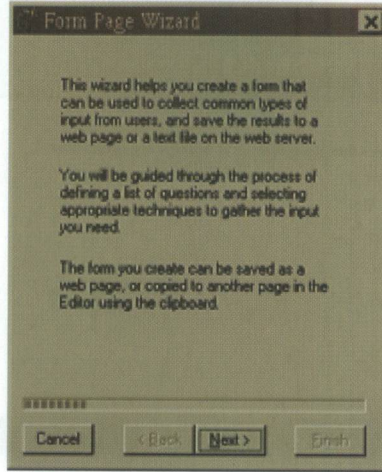 Form Page Wizard
This wizard helps you create a form that
can be used to collect common types of
input from users, and save the results to a
web page or a text file on the web server.
You will be guided through the process of
defining a list of questions and selecting
appropriate techniques to gather the input
you need.
The form you create can be saved as a
web page, or copied to another page in the
Editor using the clipboard.
Cancel
< Back
Next >
Finish